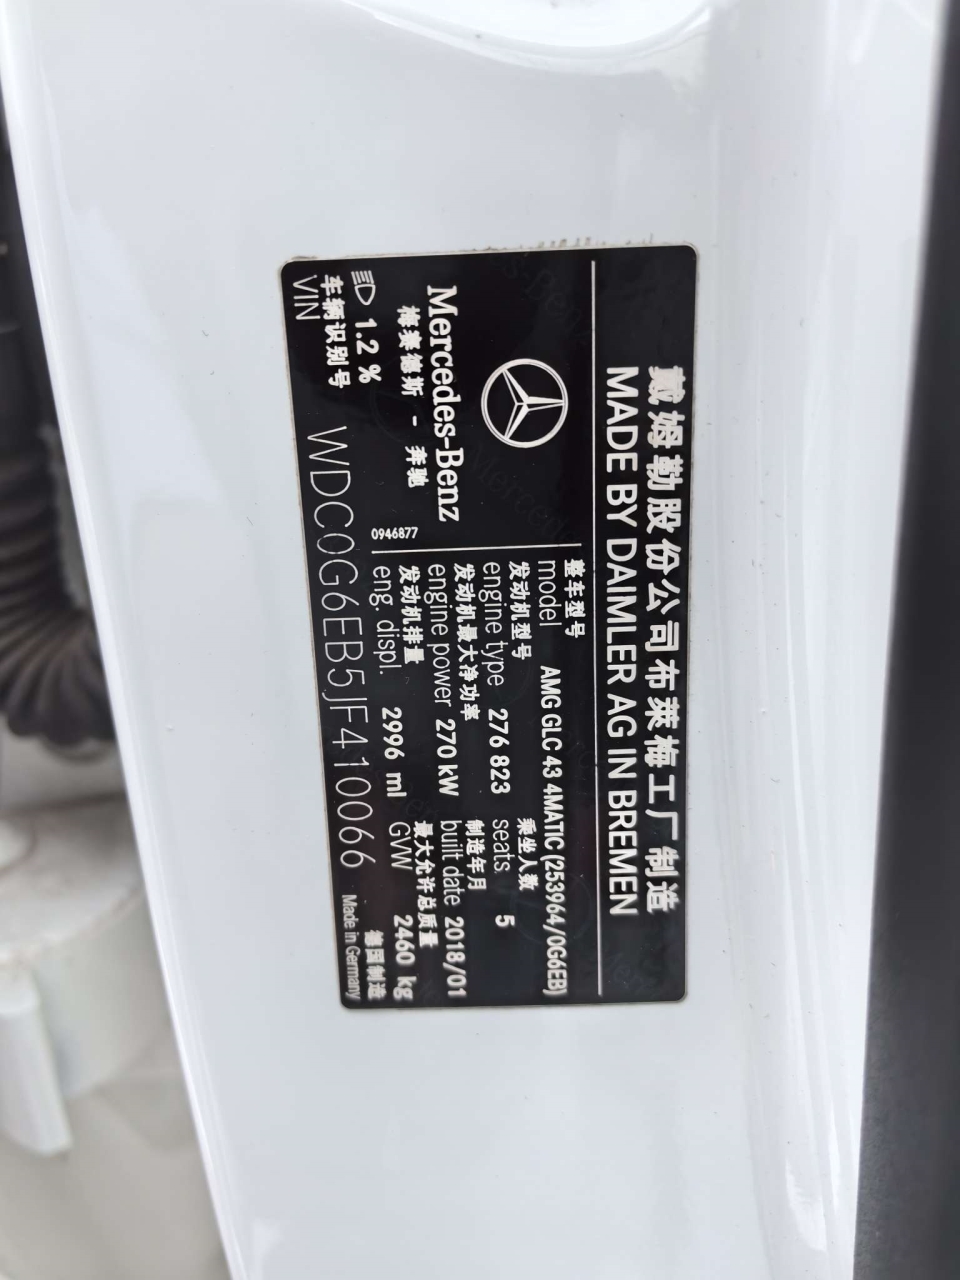 戴姆勒股份公司布莱梅工厂制造
MADE BY DAIMLER AG IN BREMEN
Mercedes-Benz
梅赛德斯 - 奔驰
整车型号
model AMG GLC 43 4MATIC (253964/0G6EB)
发动机型号 乘坐人数
engine type 276 823 seats 5
发动机最大净功率 制造年月
engine power 270 kW built date 2018/01
发动机排量 最大允许总质量
eng. displ. 2996 ml GVW 2460 kg
0946877
1.2 %
车辆识别号 德国制造
VIN WDC0G6EB5JF410066 Made in Germany